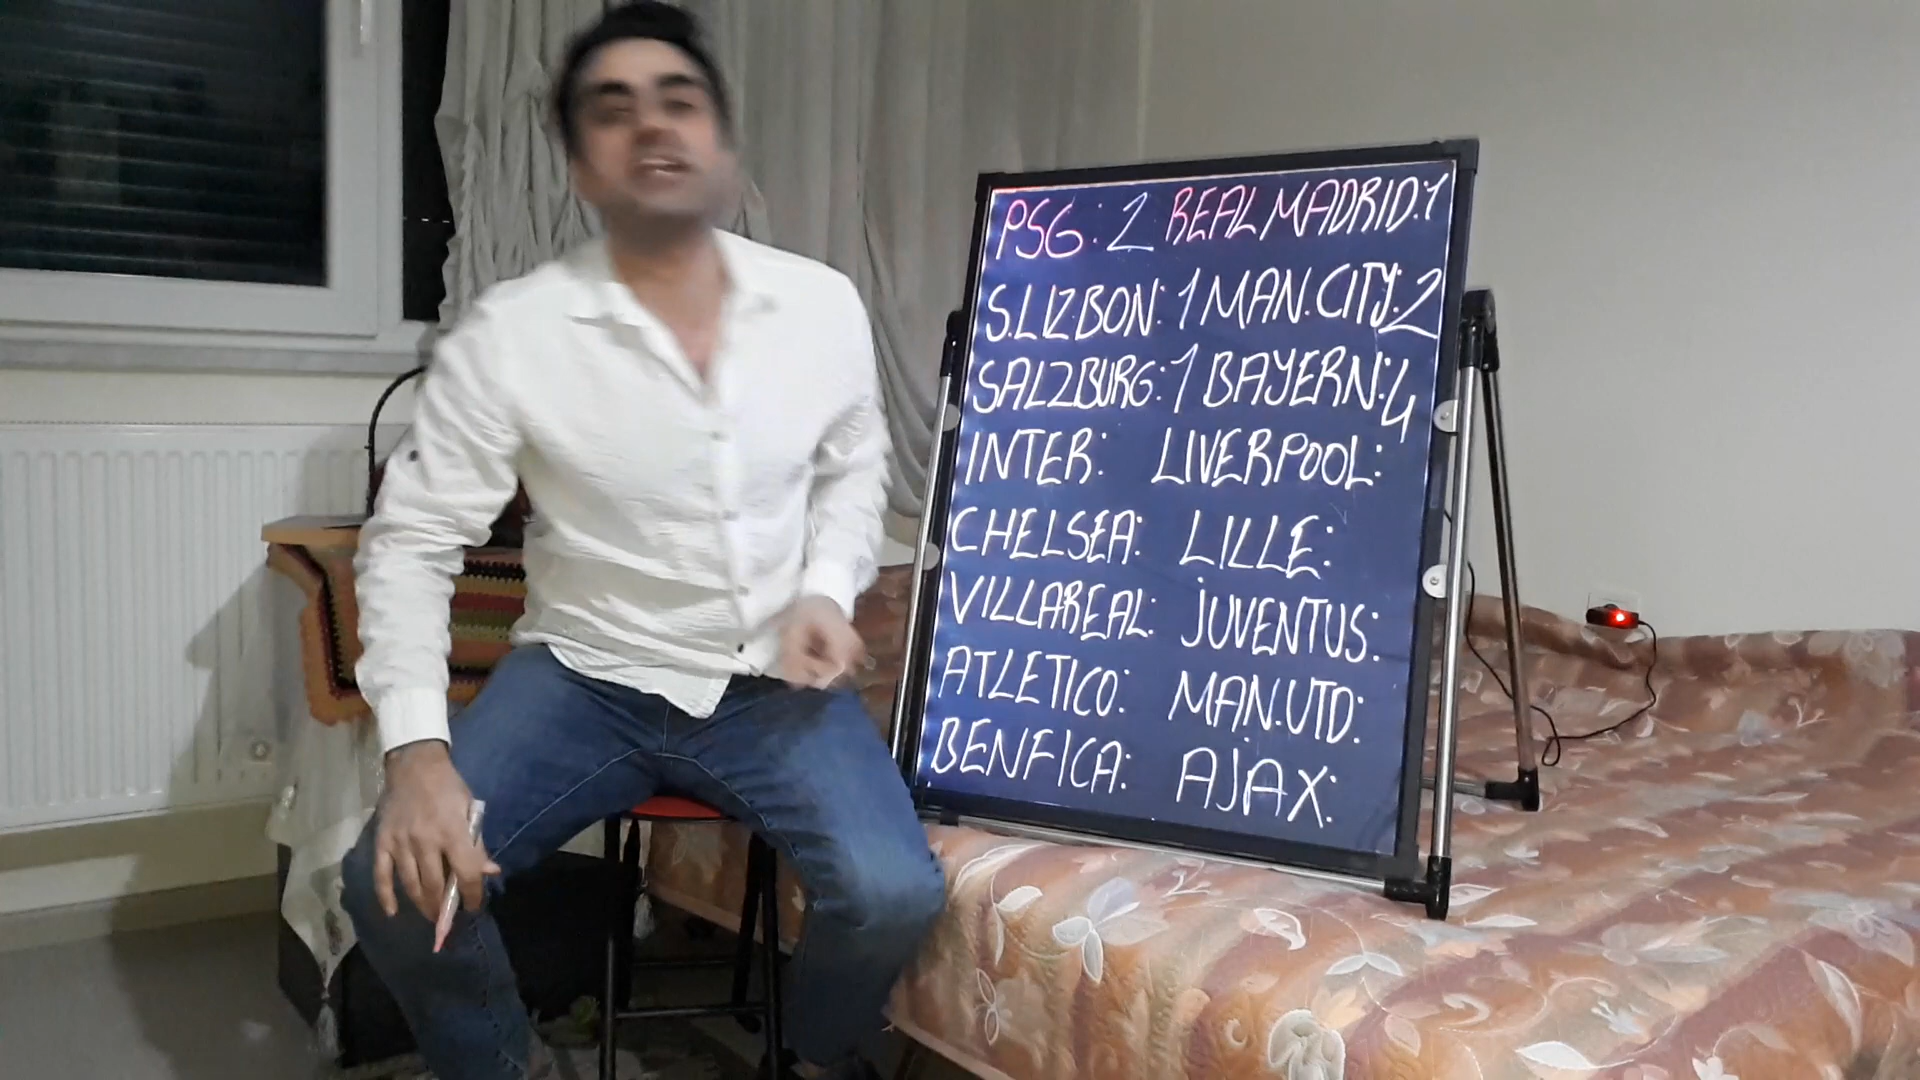 PSG: 2 REAL MADRID:1
S.LIZBON: 1 MAN.CITY:2
SALZBURG: 1 BAYERN:4
INTER: LIVERPOOL:
CHELSEA: LILLE:
VILLAREAL: JUVENTUS:
ATLETICO: MAN.UTD:
BENFICA: AJAX: